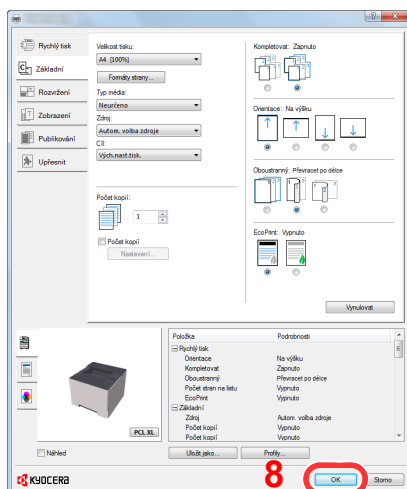 Rychlý tisk
Základní
Rozvržení
Zobrazení
Publikování
Upřesnit
Velikost tisku:
A4 [100%]
Formáty strany...
Typ média:
Neurčeno
Zdroj:
Autom. volba zdroje
Cíl:
Vých.nast.tisk.
Počet kopií:
1
Počet kopií
Nastavení...
Kompletovat: Zapnuto
Orientace: Na výšku
Oboustranný: Převracet po délce
EcoPrint: Vypnuto
Vynulovat
Položka Podrobnosti
Rychlý tisk
Orientace Na výšku
Kompletovat Zapnuto
Oboustranný Převracet po délce
Počet stran na listu Vypnuto
EcoPrint Vypnuto
Základní
Zdroj Autom. volba zdroje
Počet kopií Vypnuto
Počet kopií Vypnuto
PCL XL
Náhled
Uložit jako...
Profily...
8
KYOCERA
OK
Storno